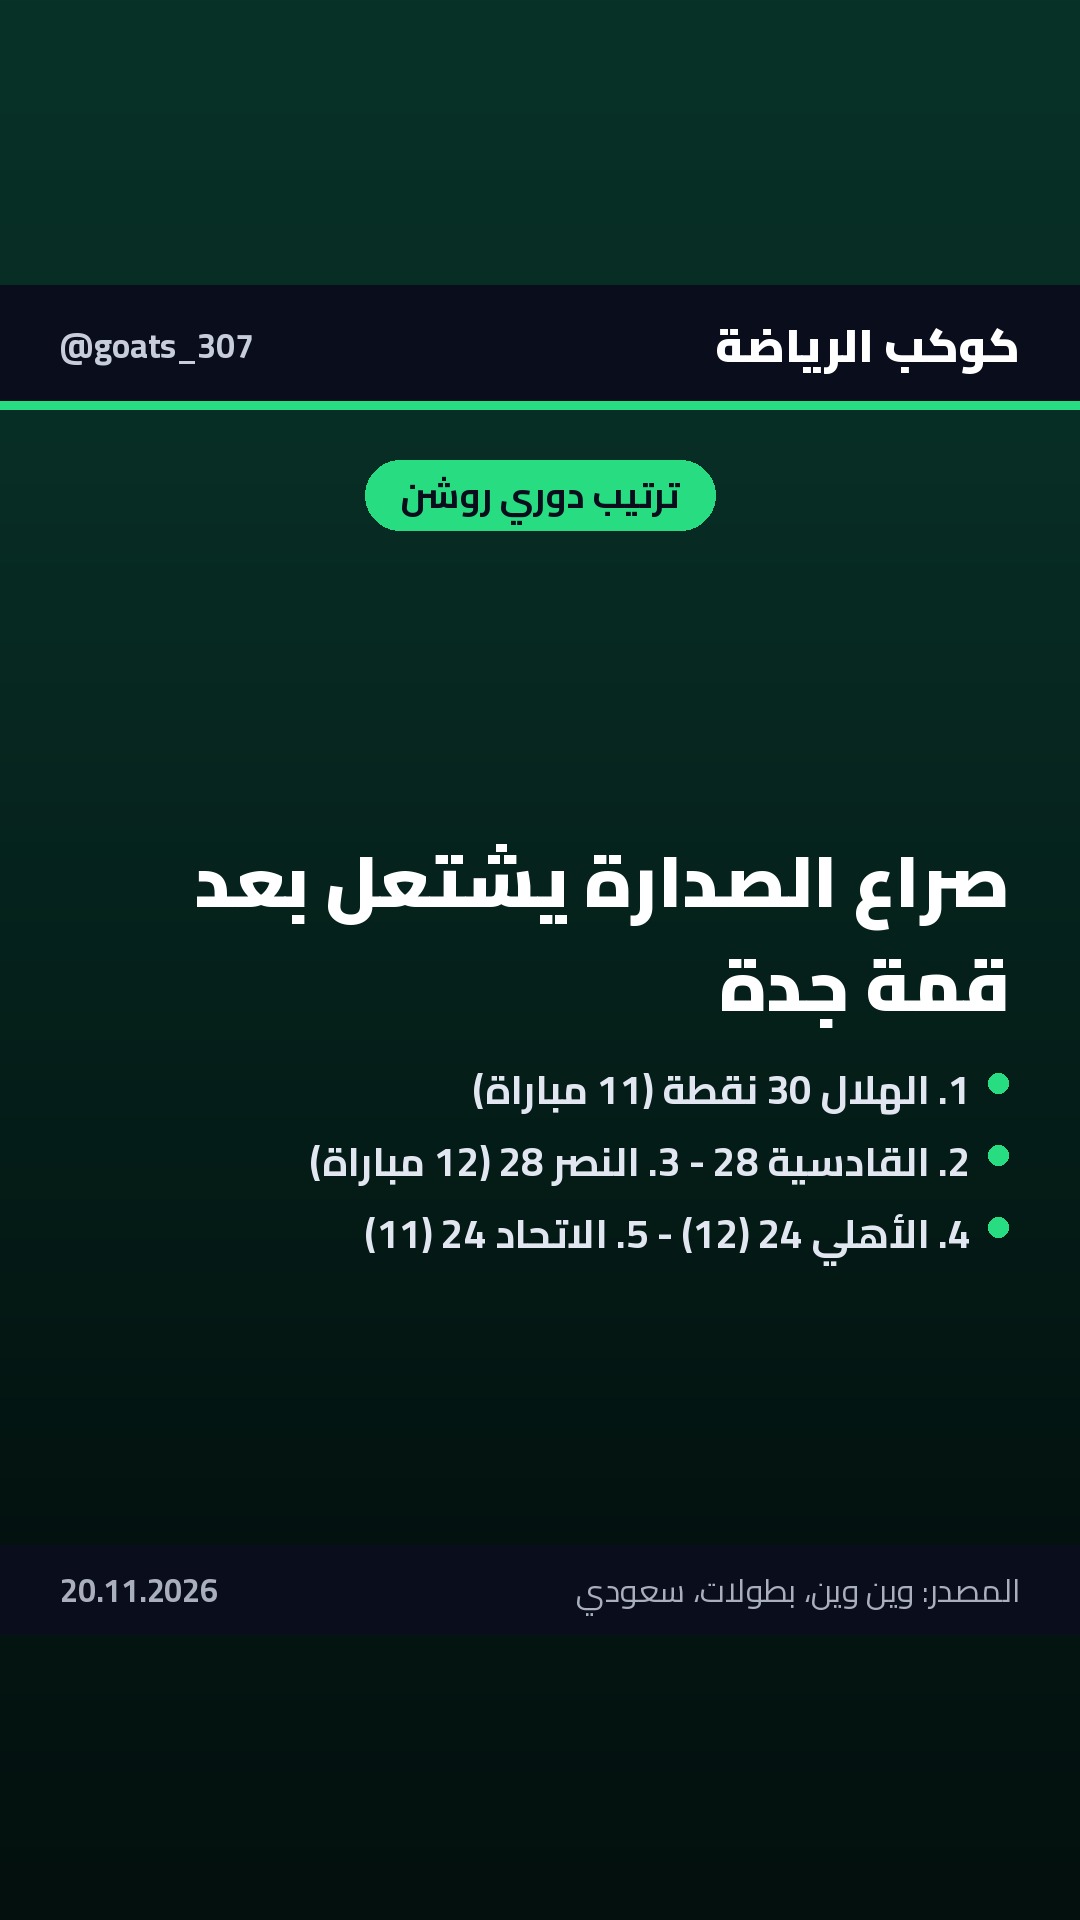 كوكب الرياضة
@goats_307
ترتيب دوري روشن
صراع الصدارة يشتعل بعد
قمة جدة
1. الهلال 30 نقطة (11 مباراة)
2. القادسية 28 - 3. النصر 28 (12 مباراة)
4. الأهلي 24 (12) - 5. الاتحاد 24 (11)
المصدر: وين وين، بطولات، سعودي
20.11.2026